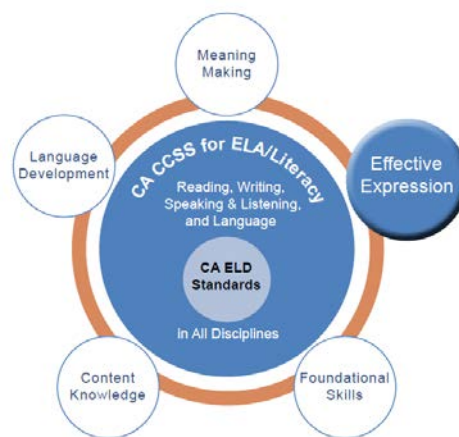 Meaning
Making
Effective
Expression
Foundational
Skills
Content
Knowledge
Language
Development
CA CCSS for ELA/Literacy
Reading, Writing,
Speaking & Listening,
and Language
CA ELD
Standards
in All Disciplines